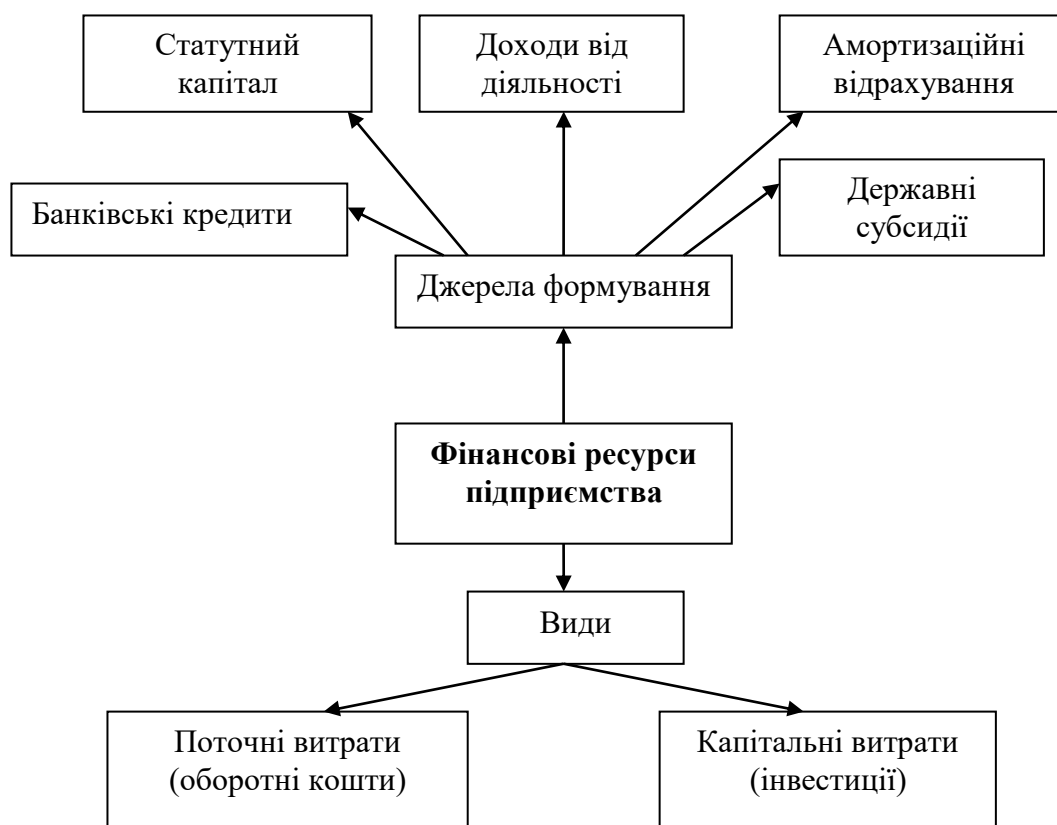 Статутний
капітал
Доходи від
діяльності
Амортизаційні
відрахування
Банківські кредити
Державні
субсидії
Джерела формування
Фінансові ресурси
підприємства
Види
Поточні витрати
(оборотні кошти)
Капітальні витрати
(інвестиції)